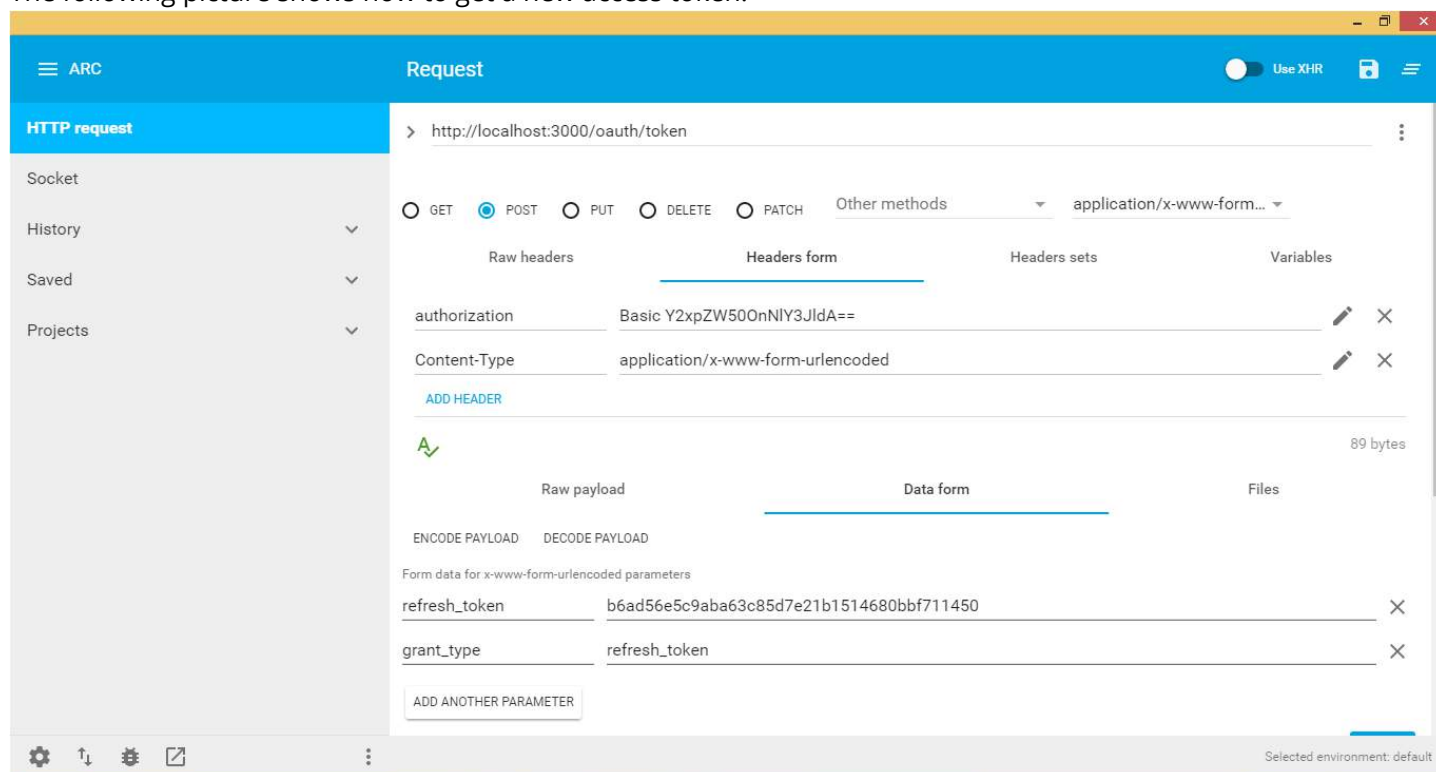 ARC
Request
Use XHR
HTTP request
http://localhost:3000/oauth/token
Socket
GET POST PUT DELETE PATCH Other methods application/x-www-form...
History
Raw headers Headers form Headers sets Variables
Saved
authorization Basic Y2xpZW50OnNlY3JldA==
Projects
Content-Type application/x-www-form-urlencoded
ADD HEADER
89 bytes
Raw payload Data form Files
ENCODE PAYLOAD DECODE PAYLOAD
Form data for x-www-form-urlencoded parameters
refresh_token b6ad56e5c9aba63c85d7e21b1514680bbf711450
grant_type refresh_token
ADD ANOTHER PARAMETER
Selected environment: default